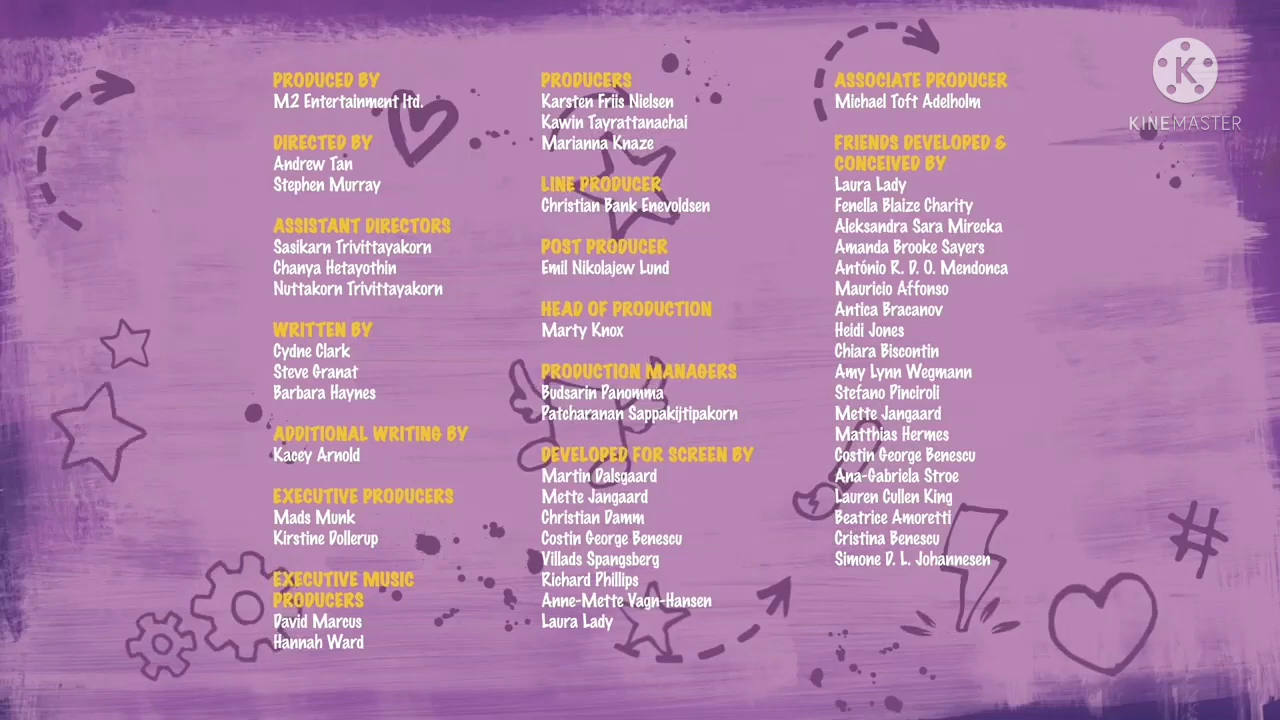 PRODUCED BY
M2 Entertainment ltd.
DIRECTED BY
Andrew Tan
Stephen Murray
ASSISTANT DIRECTORS
Sasikarn Trivittayakorn
Chanya Hetayothin
Nuttakorn Trivittayakorn
WRITTEN BY
Cydne Clark
Steve Granat
Barbara Haynes
ADDITIONAL WRITING BY
Kacey Arnold
EXECUTIVE PRODUCERS
Mads Munk
Kirstine Dollerup
EXECUTIVE MUSIC
PRODUCERS
David Marcus
Hannah Ward
PRODUCERS
Karsten Friis Nielsen
Kawin Tayrattanachai
Marianna Knaze
LINE PRODUCER
Christian Bank Enevoldsen
POST PRODUCER
Emil Nikolajew Lund
HEAD OF PRODUCTION
Marty Knox
PRODUCTION MANAGERS
Budsarin Panomma
Patcharanan Sappakijtipakorn
DEVELOPED FOR SCREEN BY
Martin Dalsgaard
Mette Jangaard
Christian Damm
Costin George Benescu
Villads Spangsberg
Richard Phillips
Anne-Mette Vagn-Hansen
Laura Lady
ASSOCIATE PRODUCER
Michael Toft Adelholm
FRIENDS DEVELOPED &
CONCEIVED BY
Laura Lady
Fenella Blaize Charity
Aleksandra Sara Mirecka
Amanda Brooke Sayers
António R. D. O. Mendonca
Mauricio Affonso
Antica Bracanov
Heidi Jones
Chiara Biscontin
Amy Lynn Wegmann
Stefano Pinciroli
Mette Jangaard
Matthias Hermes
Costin George Benescu
Ana-Gabriela Stroe
Lauren Cullen King
Beatrice Amoretti
Cristina Benescu
Simone D. L. Johannesen
K
KINEMASTER
#